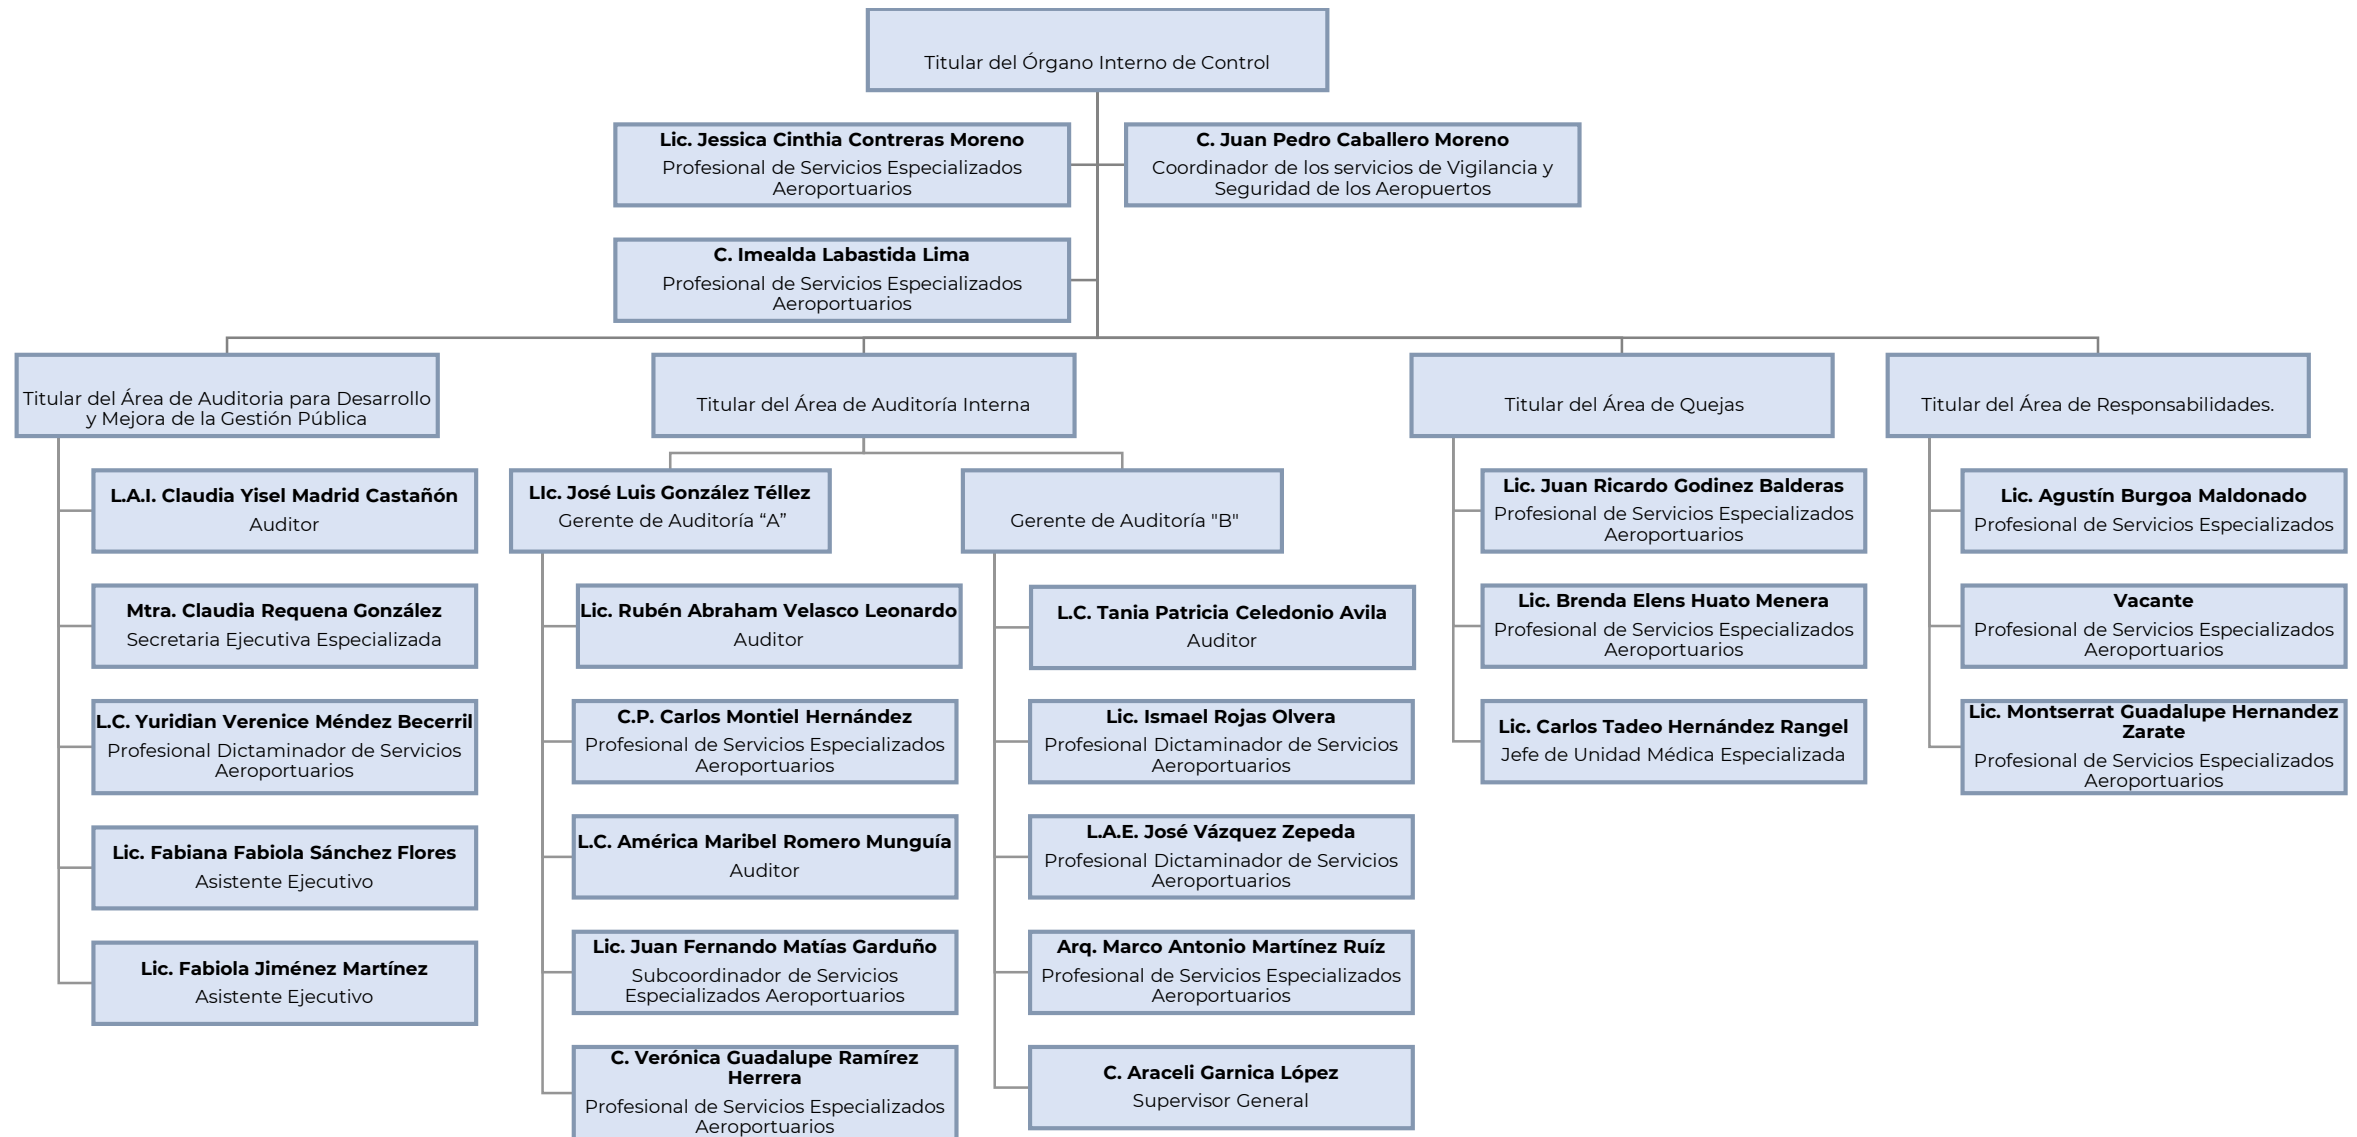 Titular del Órgano Interno de Control
Lic. Jessica Cinthia Contreras Moreno
Profesional de Servicios Especializados
Aeroportuarios
C. Juan Pedro Caballero Moreno
Coordinador de los servicios de Vigilancia y
Seguridad de los Aeropuertos
C. Imealda Labastida Lima
Profesional de Servicios Especializados
Aeroportuarios
Titular del Área de Auditoria para Desarrollo
y Mejora de la Gestión Pública
L.A.I. Claudia Yisel Madrid Castañón
Auditor
Mtra. Claudia Requena González
Secretaria Ejecutiva Especializada
L.C. Yuridian Verenice Méndez Becerril
Profesional Dictaminador de Servicios
Aeroportuarios
Lic. Fabiana Fabiola Sánchez Flores
Asistente Ejecutivo
Lic. Fabiola Jiménez Martínez
Asistente Ejecutivo
Titular del Área de Auditoría Interna
LIc. José Luis González Téllez
Gerente de Auditoría “A”
Lic. Rubén Abraham Velasco Leonardo
Auditor
C.P. Carlos Montiel Hernández
Profesional de Servicios Especializados
Aeroportuarios
L.C. América Maribel Romero Munguía
Auditor
Lic. Juan Fernando Matías Garduño
Subcoordinador de Servicios
Especializados Aeroportuarios
C. Verónica Guadalupe Ramírez
Herrera
Profesional de Servicios Especializados
Aeroportuarios
Gerente de Auditoría "B"
L.C. Tania Patricia Celedonio Avila
Auditor
Lic. Ismael Rojas Olvera
Profesional Dictaminador de Servicios
Aeroportuarios
L.A.E. José Vázquez Zepeda
Profesional Dictaminador de Servicios
Aeroportuarios
Arq. Marco Antonio Martínez Ruíz
Profesional de Servicios Especializados
Aeroportuarios
C. Araceli Garnica López
Supervisor General
Titular del Área de Quejas
Lic. Juan Ricardo Godinez Balderas
Profesional de Servicios Especializados
Aeroportuarios
Lic. Brenda Elens Huato Menera
Profesional de Servicios Especializados
Aeroportuarios
Lic. Carlos Tadeo Hernández Rangel
Jefe de Unidad Médica Especializada
Titular del Área de Responsabilidades.
Lic. Agustín Burgoa Maldonado
Profesional de Servicios Especializados
Vacante
Profesional de Servicios Especializados
Aeroportuarios
Lic. Montserrat Guadalupe Hernandez
Zarate
Profesional de Servicios Especializados
Aeroportuarios